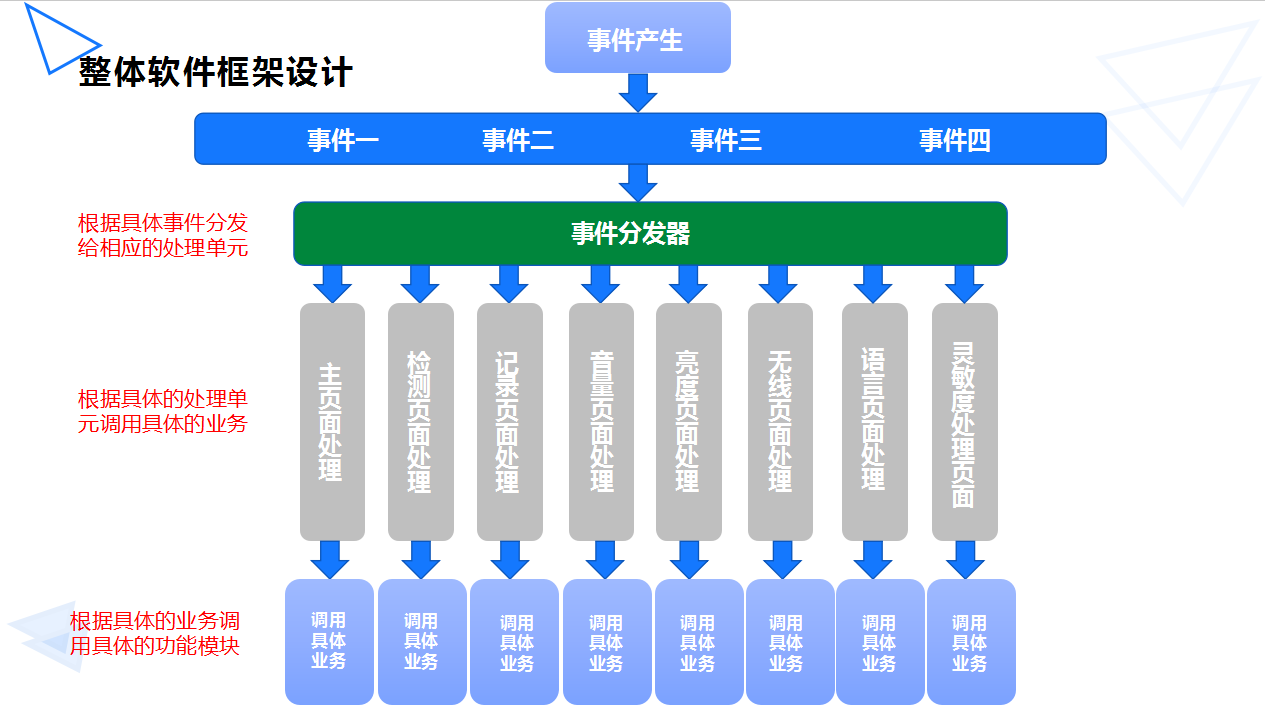 事件产生
整体软件框架设计
事件一 事件二 事件三 事件四
根据具体事件分发
给相应的处理单元
事件分发器
根据具体的处理单
元调用具体的业务
主页面处理
检测页面处理
记录页面处理
音量页面处理
亮度页面处理
无线页面处理
语言页面处理
灵敏度处理页面
根据具体的业务调
用具体的功能模块
调用
具体
业务
调用
具体
业务
调用
具体
业务
调用
具体
业务
调用
具体
业务
调用
具体
业务
调用
具体
业务
调用
具体
业务